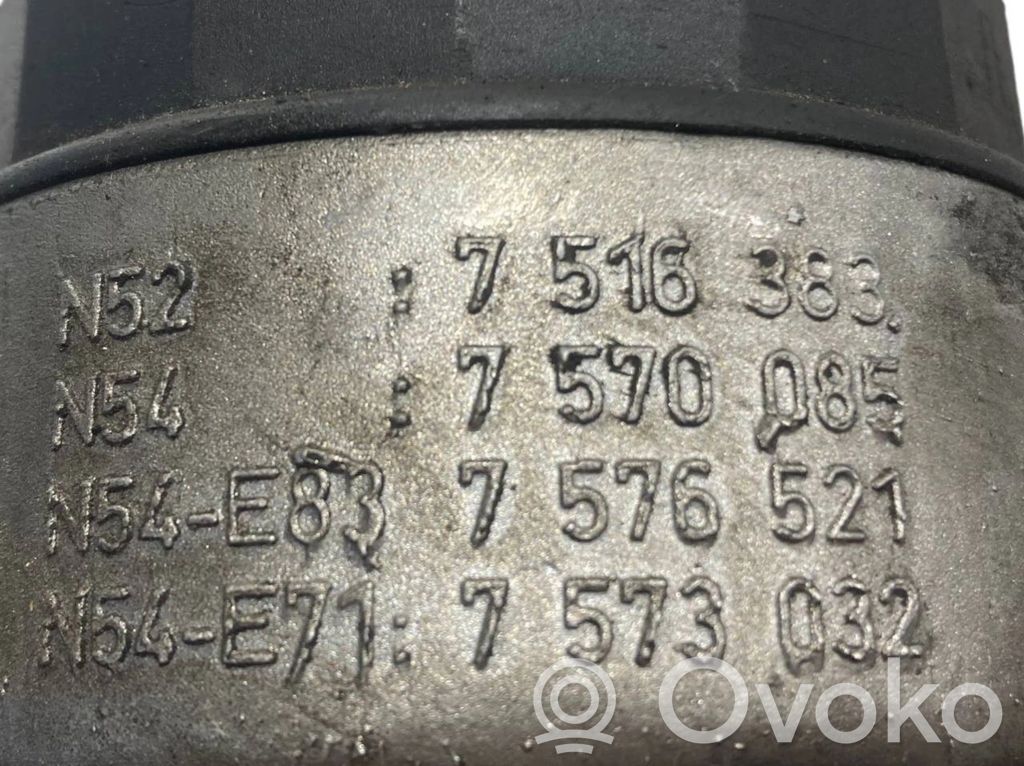 N52 : 7 516 383.
N54 : 7 570 085
N54-E83 7 576 521
N54-E71: 7 573 032
Ovoko